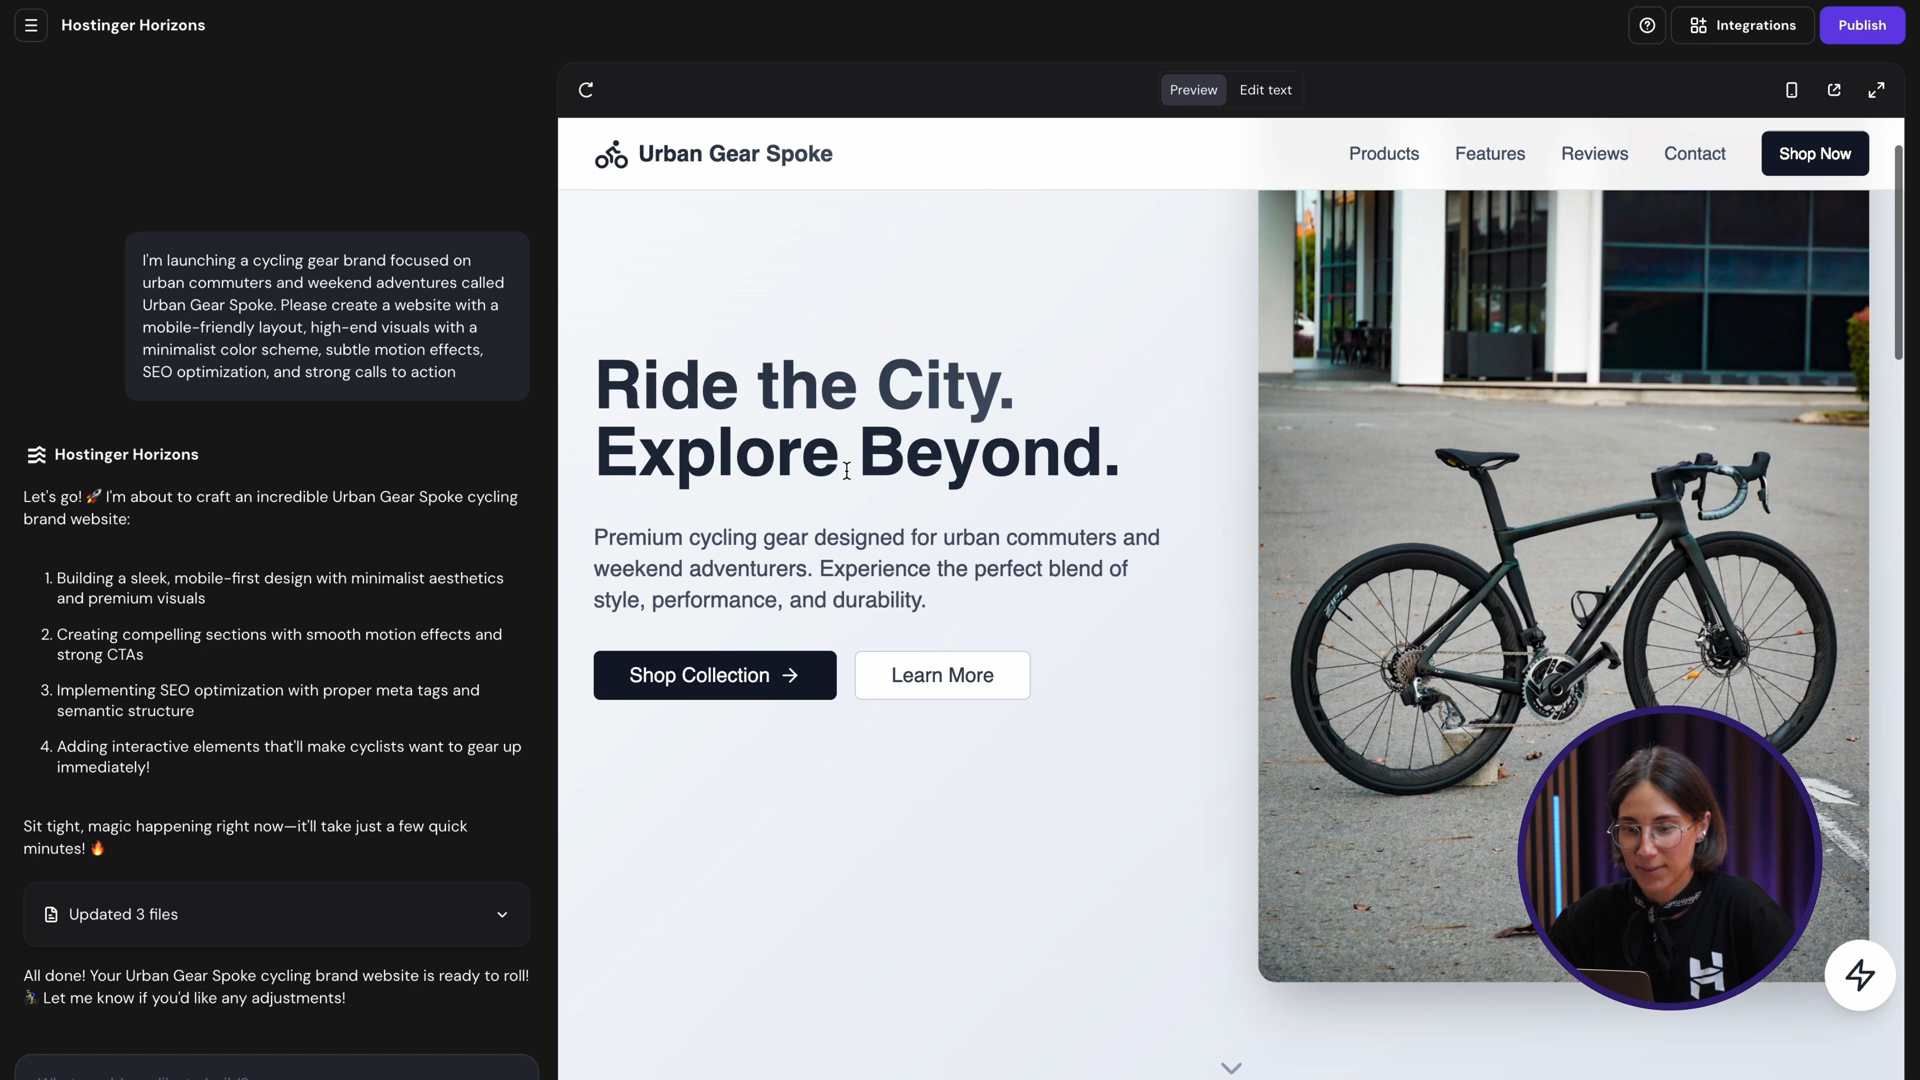 Hostinger Horizons
Integrations
Publish
Preview
Edit text
Urban Gear Spoke
Products
Features
Reviews
Contact
Shop Now
I'm launching a cycling gear brand focused on
urban commuters and weekend adventures called
Urban Gear Spoke. Please create a website with a
mobile-friendly layout, high-end visuals with a
minimalist color scheme, subtle motion effects,
SEO optimization, and strong calls to action
Hostinger Horizons
Let's go! 🚀 I'm about to craft an incredible Urban Gear Spoke cycling
brand website:
1. Building a sleek, mobile-first design with minimalist aesthetics
and premium visuals
2. Creating compelling sections with smooth motion effects and
strong CTAs
3. Implementing SEO optimization with proper meta tags and
semantic structure
4. Adding interactive elements that'll make cyclists want to gear up
immediately!
Sit tight, magic happening right now—it'll take just a few quick
minutes! 🔥
Updated 3 files
All done! Your Urban Gear Spoke cycling brand website is ready to roll!
🚴 Let me know if you'd like any adjustments!
Ride the City.
Explore Beyond.
Premium cycling gear designed for urban commuters and
weekend adventurers. Experience the perfect blend of
style, performance, and durability.
Shop Collection →
Learn More